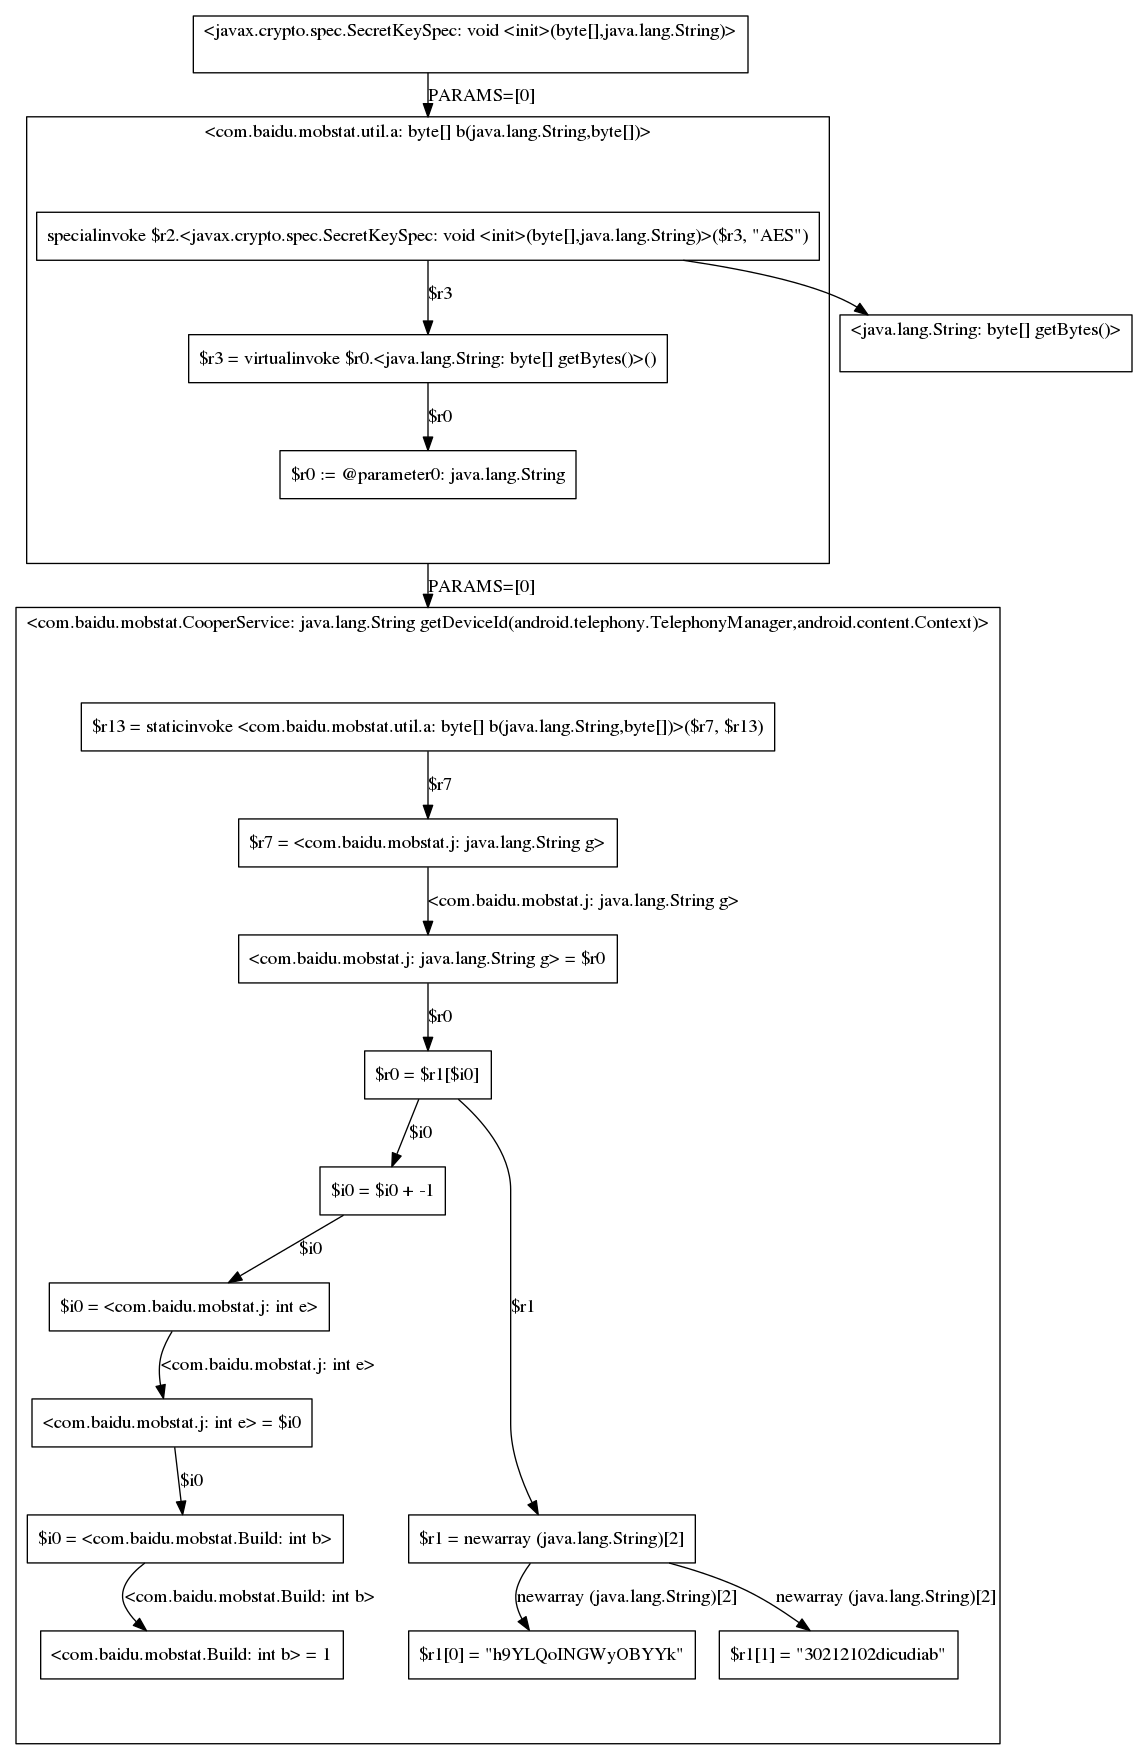 <javax.crypto.spec.SecretKeySpec: void <init>(byte[],java.lang.String)>
PARAMS=[0]
<com.baidu.mobstat.util.a: byte[] b(java.lang.String,byte[])>
specialinvoke $r2.<javax.crypto.spec.SecretKeySpec: void <init>(byte[],java.lang.String)>($r3, "AES")
$r3
<java.lang.String: byte[] getBytes()>
$r3 = virtualinvoke $r0.<java.lang.String: byte[] getBytes()>()
$r0
$r0 := @parameter0: java.lang.String
PARAMS=[0]
<com.baidu.mobstat.CooperService: java.lang.String getDeviceId(android.telephony.TelephonyManager,android.content.Context)>
$r13 = staticinvoke <com.baidu.mobstat.util.a: byte[] b(java.lang.String,byte[])>($r7, $r13)
$r7
$r7 = <com.baidu.mobstat.j: java.lang.String g>
<com.baidu.mobstat.j: java.lang.String g>
<com.baidu.mobstat.j: java.lang.String g> = $r0
$r0
$r0 = $r1[$i0]
$i0
$i0 = $i0 + -1
$i0
$i0 = <com.baidu.mobstat.j: int e>
$r1
<com.baidu.mobstat.j: int e>
<com.baidu.mobstat.j: int e> = $i0
$i0
$i0 = <com.baidu.mobstat.Build: int b>
$r1 = newarray (java.lang.String)[2]
<com.baidu.mobstat.Build: int b>
newarray (java.lang.String)[2]
newarray (java.lang.String)[2]
<com.baidu.mobstat.Build: int b> = 1
$r1[0] = "h9YLQoINGWyOBYYk"
$r1[1] = "30212102dicudiab"